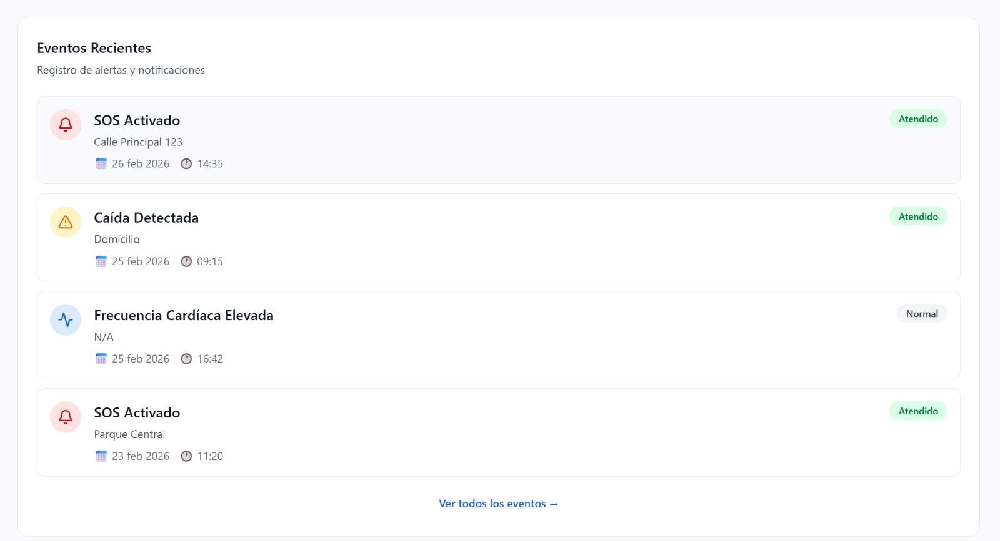 Eventos Recientes
Registro de alertas y notificaciones
SOS Activado
Atendido
Calle Principal 123
26 feb 2026 14:35
Caída Detectada
Atendido
Domicilio
25 feb 2026 09:15
Frecuencia Cardíaca Elevada
Normal
N/A
25 feb 2026 16:42
SOS Activado
Atendido
Parque Central
23 feb 2026 11:20
Ver todos los eventos →